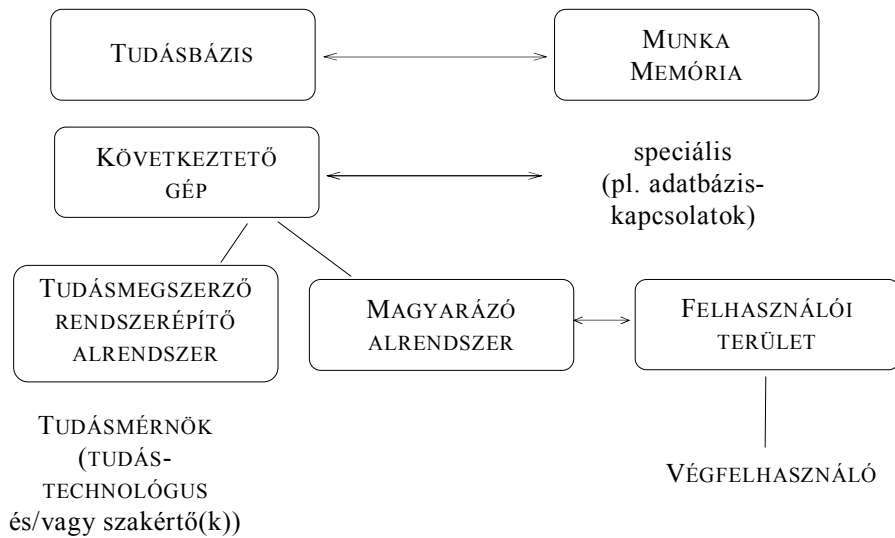 TUDÁSBÁZIS
MUNKA
MEMÓRIA
KÖVETKEZTETŐ
GÉP
speciális
(pl. adatbázis-
kapcsolatok)
TUDÁSMEGSZERZŐ
RENDSZERÉPÍTŐ
ALRENDSZER
MAGYARÁZÓ
ALRENDSZER
FELHASZNÁLÓI
TERÜLET
TUDÁSMÉRNÖK
(TUDÁS-
TECHNOLÓGUS
és/vagy szakértő(k))
VÉGFELHASZNÁLÓ